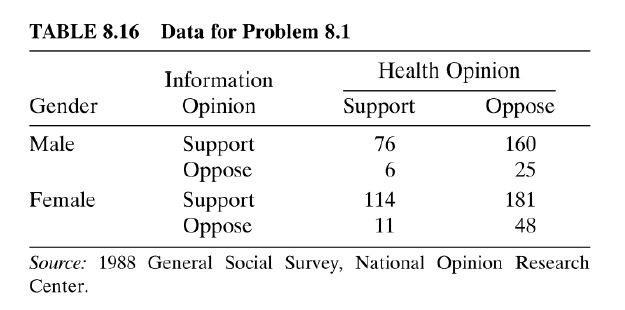 TABLE 8.16 Data for Problem 8.1
Health Opinion
Information
Gender Opinion Support Oppose
Male Support 76 160
Oppose 6 25
Female Support 114 181
Oppose 11 48
Source: 1988 General Social Survey, National Opinion Research
Center.